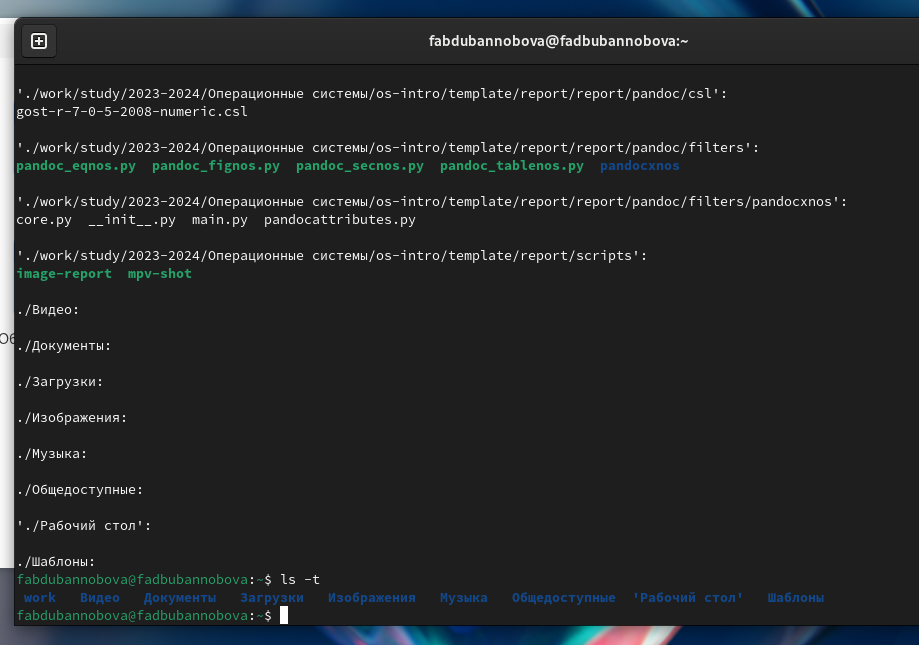 fabdubannobova@fadbubannobova:~
'./work/study/2023-2024/Операционные системы/os-intro/template/report/report/pandoc/csl':
gost-r-7-0-5-2008-numeric.csl
'./work/study/2023-2024/Операционные системы/os-intro/template/report/report/pandoc/filters':
pandoc_eqnos.py  pandoc_fignos.py  pandoc_secnos.py  pandoc_tablenos.py  pandocxnos
'./work/study/2023-2024/Операционные системы/os-intro/template/report/report/pandoc/filters/pandocxnos':
core.py  __init__.py  main.py  pandocattributes.py
'./work/study/2023-2024/Операционные системы/os-intro/template/report/scripts':
image-report  mpv-shot
./Видео:
./Документы:
./Загрузки:
./Изображения:
./Музыка:
./Общедоступные:
'./Рабочий стол':
./Шаблоны:
fabdubannobova@fadbubannobova:~$ ls -t
work   Видео   Документы   Загрузки   Изображения   Музыка   Общедоступные  'Рабочий стол'   Шаблоны
fabdubannobova@fadbubannobova:~$